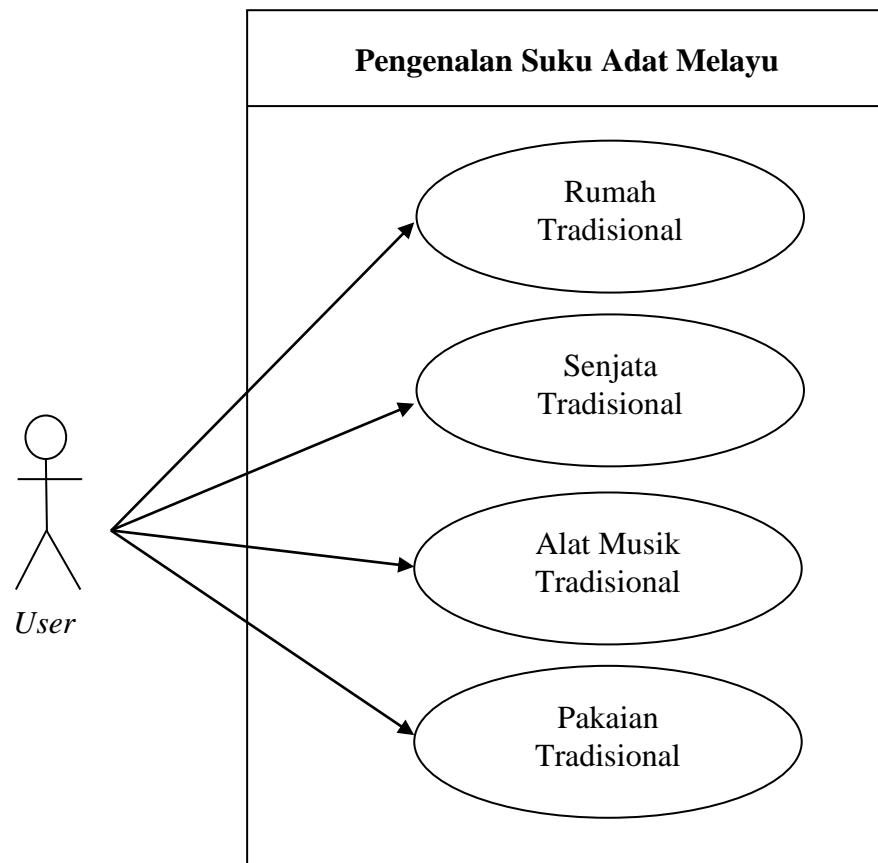 Pengenalan Suku Adat Melayu
Rumah
Tradisional
Senjata
Tradisional
Alat Musik
Tradisional
User
Pakaian
Tradisional